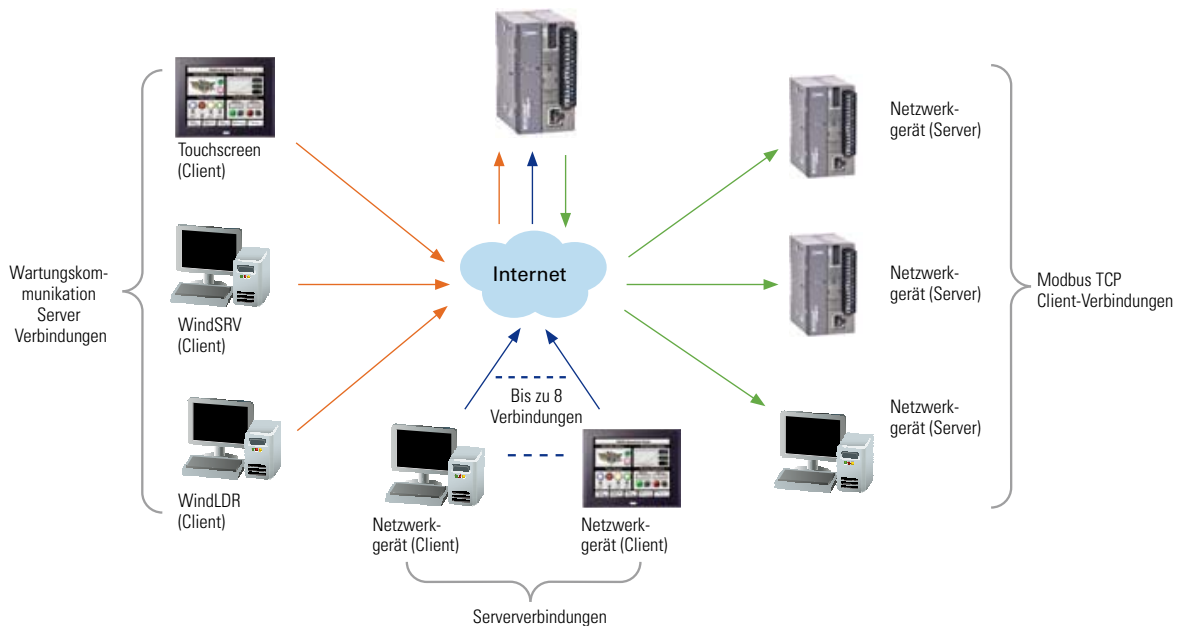 Touchscreen
(Client)
Wartungskom-
munikation
Server
Verbindungen
WindSRV
(Client)
WindLDR
(Client)
Internet
Bis zu 8
Verbindungen
Netzwerk-
gerät (Client)
Netzwerk-
gerät (Client)
Serververbindungen
Netzwerk-
gerät (Server)
Netzwerk-
gerät (Server)
Netzwerk-
gerät (Server)
Modbus TCP
Client-Verbindungen